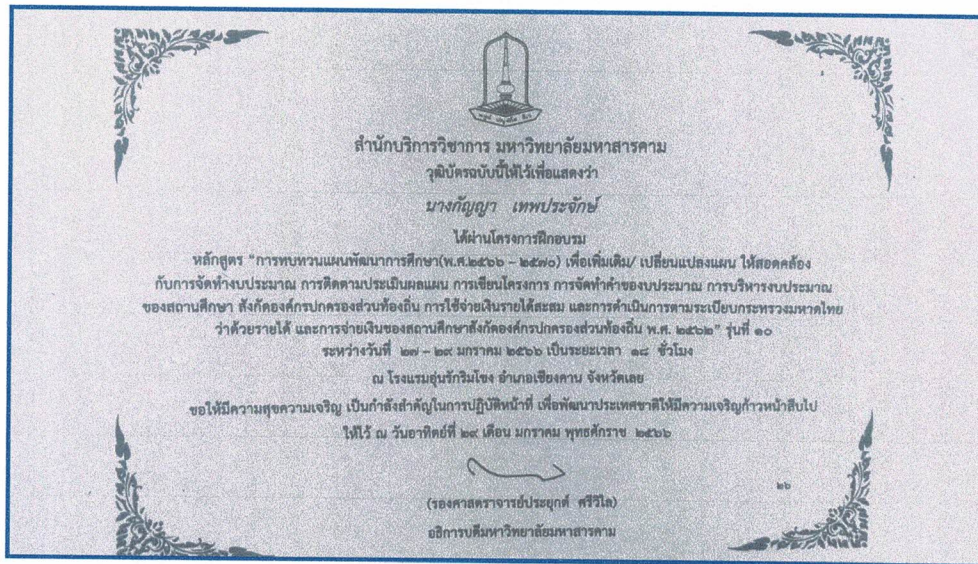 สำนักบริการวิชาการ มหาวิทยาลัยมหาสารคาม
วุฒิบัตรฉบับนี้ให้ไว้เพื่อแสดงว่า
นางกัญญา เทพประจักษ์
ได้ผ่านโครงการฝึกอบรม
หลักสูตร "การทบทวนแผนพัฒนาการศึกษา(พ.ศ.๒๕๖๖ - ๒๕๗๐) เพื่อเพิ่มเติม/ เปลี่ยนแปลงแผน ให้สอดคล้อง
กับการจัดทำงบประมาณ การติดตามประเมินผลแผน การเขียนโครงการ การจัดทำคำของบประมาณ การบริหารงบประมาณ
ของสถานศึกษา สังกัดองค์กรปกครองส่วนท้องถิ่น การใช้จ่ายเงินรายได้สะสม และการดำเนินการตามระเบียบกระทรวงมหาดไทย
ว่าด้วยรายได้ และการจ่ายเงินของสถานศึกษาสังกัดองค์กรปกครองส่วนท้องถิ่น พ.ศ. ๒๕๖๒" รุ่นที่ ๑๐
ระหว่างวันที่ ๒๗ - ๒๙ มกราคม ๒๕๖๖ เป็นระยะเวลา ๑๘ ชั่วโมง
ณ โรงแรมอุ่นรักริมโขง อำเภอเชียงคาน จังหวัดเลย
ขอให้มีความสุขความเจริญ เป็นกำลังสำคัญในการปฏิบัติหน้าที่ เพื่อพัฒนาประเทศชาติให้มีความเจริญก้าวหน้าสืบไป
ให้ไว้ ณ วันอาทิตย์ที่ ๒๙ เดือน มกราคม พุทธศักราช ๒๕๖๖
๒๖
(รองศาสตราจารย์ประยุกต์ ศรีวิไล)
อธิการบดีมหาวิทยาลัยมหาสารคาม